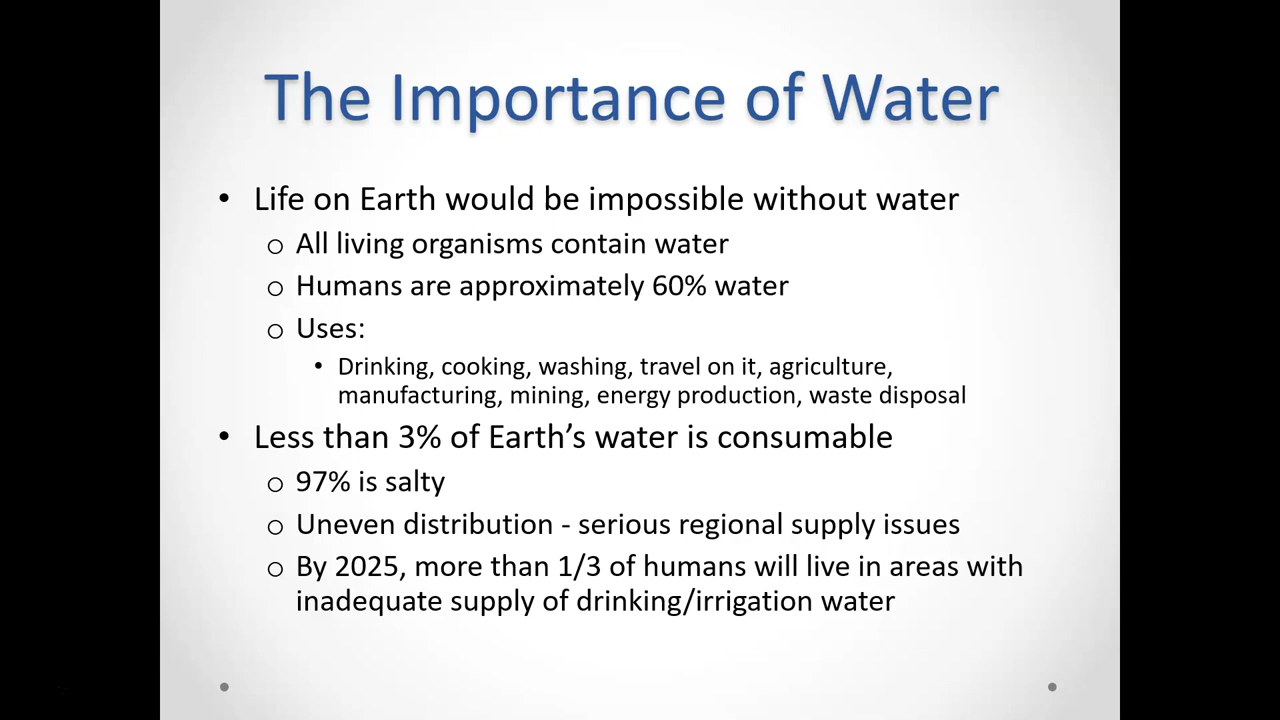 The Importance of Water
• Life on Earth would be impossible without water
o All living organisms contain water
o Humans are approximately 60% water
o Uses:
• Drinking, cooking, washing, travel on it, agriculture,
manufacturing, mining, energy production, waste disposal
• Less than 3% of Earth’s water is consumable
o 97% is salty
o Uneven distribution - serious regional supply issues
o By 2025, more than 1/3 of humans will live in areas with
inadequate supply of drinking/irrigation water